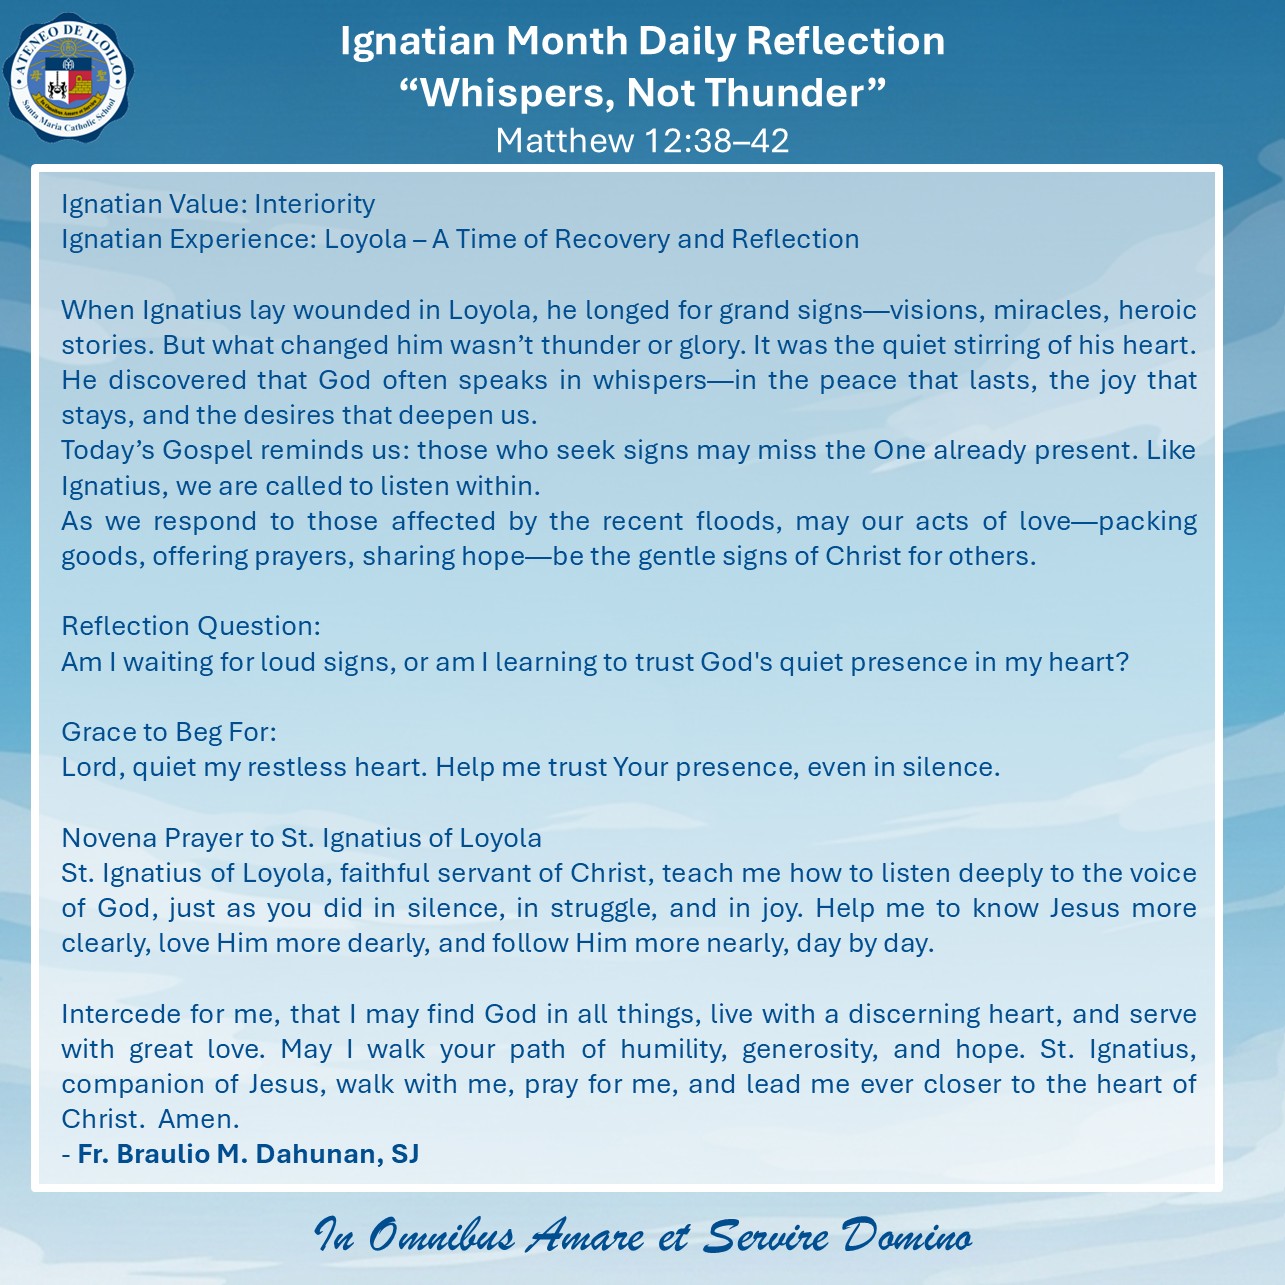 ATENEO DE ILOILO
Santa Maria Catholic School
Ignatian Month Daily Reflection
“Whispers, Not Thunder”
Matthew 12:38–42
Ignatian Value: Interiority
Ignatian Experience: Loyola – A Time of Recovery and Reflection
When Ignatius lay wounded in Loyola, he longed for grand signs—visions, miracles, heroic
stories. But what changed him wasn’t thunder or glory. It was the quiet stirring of his heart.
He discovered that God often speaks in whispers—in the peace that lasts, the joy that
stays, and the desires that deepen us.
Today’s Gospel reminds us: those who seek signs may miss the One already present. Like
Ignatius, we are called to listen within.
As we respond to those affected by the recent floods, may our acts of love—packing
goods, offering prayers, sharing hope—be the gentle signs of Christ for others.
Reflection Question:
Am I waiting for loud signs, or am I learning to trust God's quiet presence in my heart?
Grace to Beg For:
Lord, quiet my restless heart. Help me trust Your presence, even in silence.
Novena Prayer to St. Ignatius of Loyola
St. Ignatius of Loyola, faithful servant of Christ, teach me how to listen deeply to the voice
of God, just as you did in silence, in struggle, and in joy. Help me to know Jesus more
clearly, love Him more dearly, and follow Him more nearly, day by day.
Intercede for me, that I may find God in all things, live with a discerning heart, and serve
with great love. May I walk your path of humility, generosity, and hope. St. Ignatius,
companion of Jesus, walk with me, pray for me, and lead me ever closer to the heart of
Christ.  Amen.
- Fr. Braulio M. Dahunan, SJ
In Omnibus Amare et Servire Domino